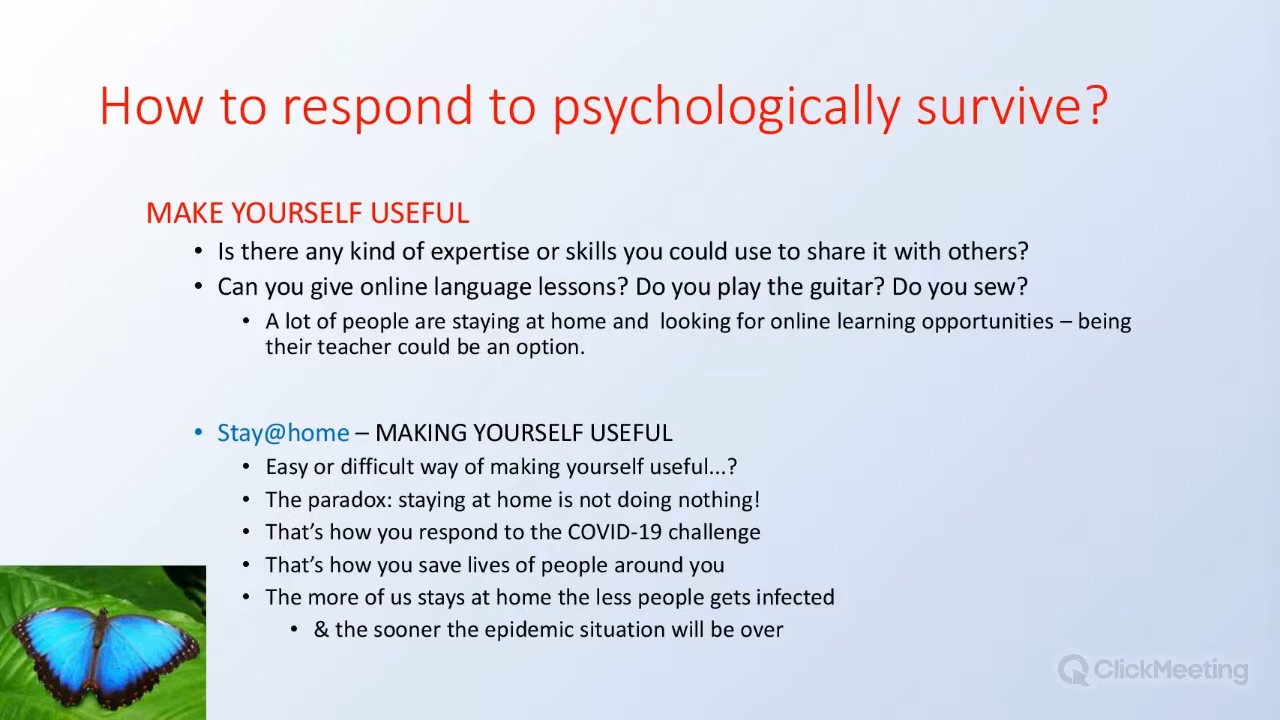 How to respond to psychologically survive?
MAKE YOURSELF USEFUL
• Is there any kind of expertise or skills you could use to share it with others?
• Can you give online language lessons? Do you play the guitar? Do you sew?
• A lot of people are staying at home and  looking for online learning opportunities – being
their teacher could be an option.
• Stay@home – MAKING YOURSELF USEFUL
• Easy or difficult way of making yourself useful...?
• The paradox: staying at home is not doing nothing!
• That’s how you respond to the COVID-19 challenge
• That’s how you save lives of people around you
• The more of us stays at home the less people gets infected
• & the sooner the epidemic situation will be over
ClickMeeting